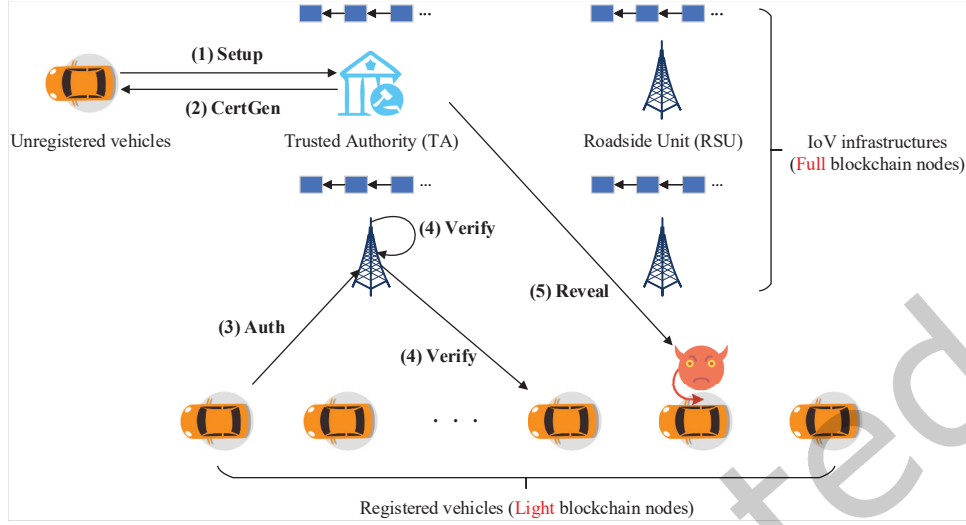 ...
...
(1) Setup
(2) CertGen
Unregistered vehicles
Trusted Authority (TA)
Roadside Unit (RSU)
IoV infrastructures
(Full blockchain nodes)
...
...
(4) Verify
(5) Reveal
(3) Auth
(4) Verify
. . .
Registered vehicles (Light blockchain nodes)
ted